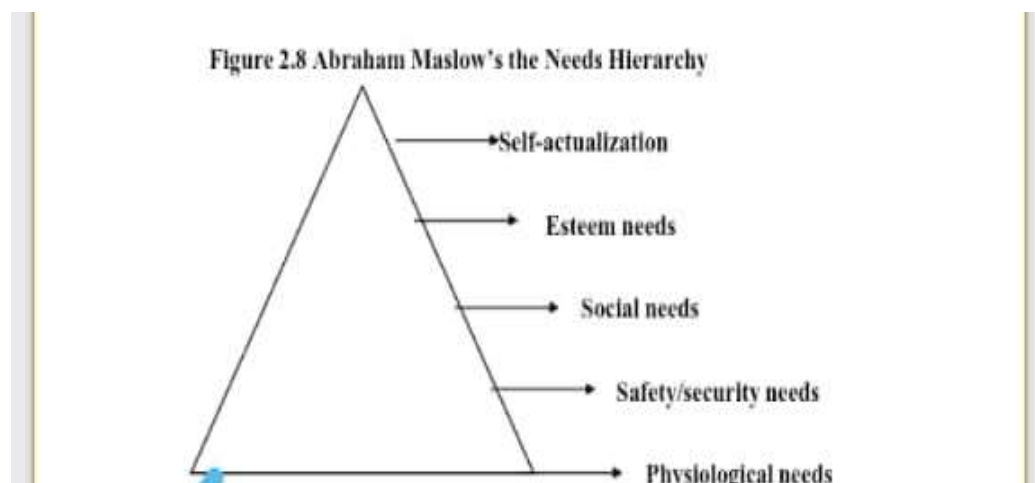 Figure 2.8 Abraham Maslow's the Needs Hierarchy
Self-actualization
Esteem needs
Social needs
Safety/security needs
Physiological needs